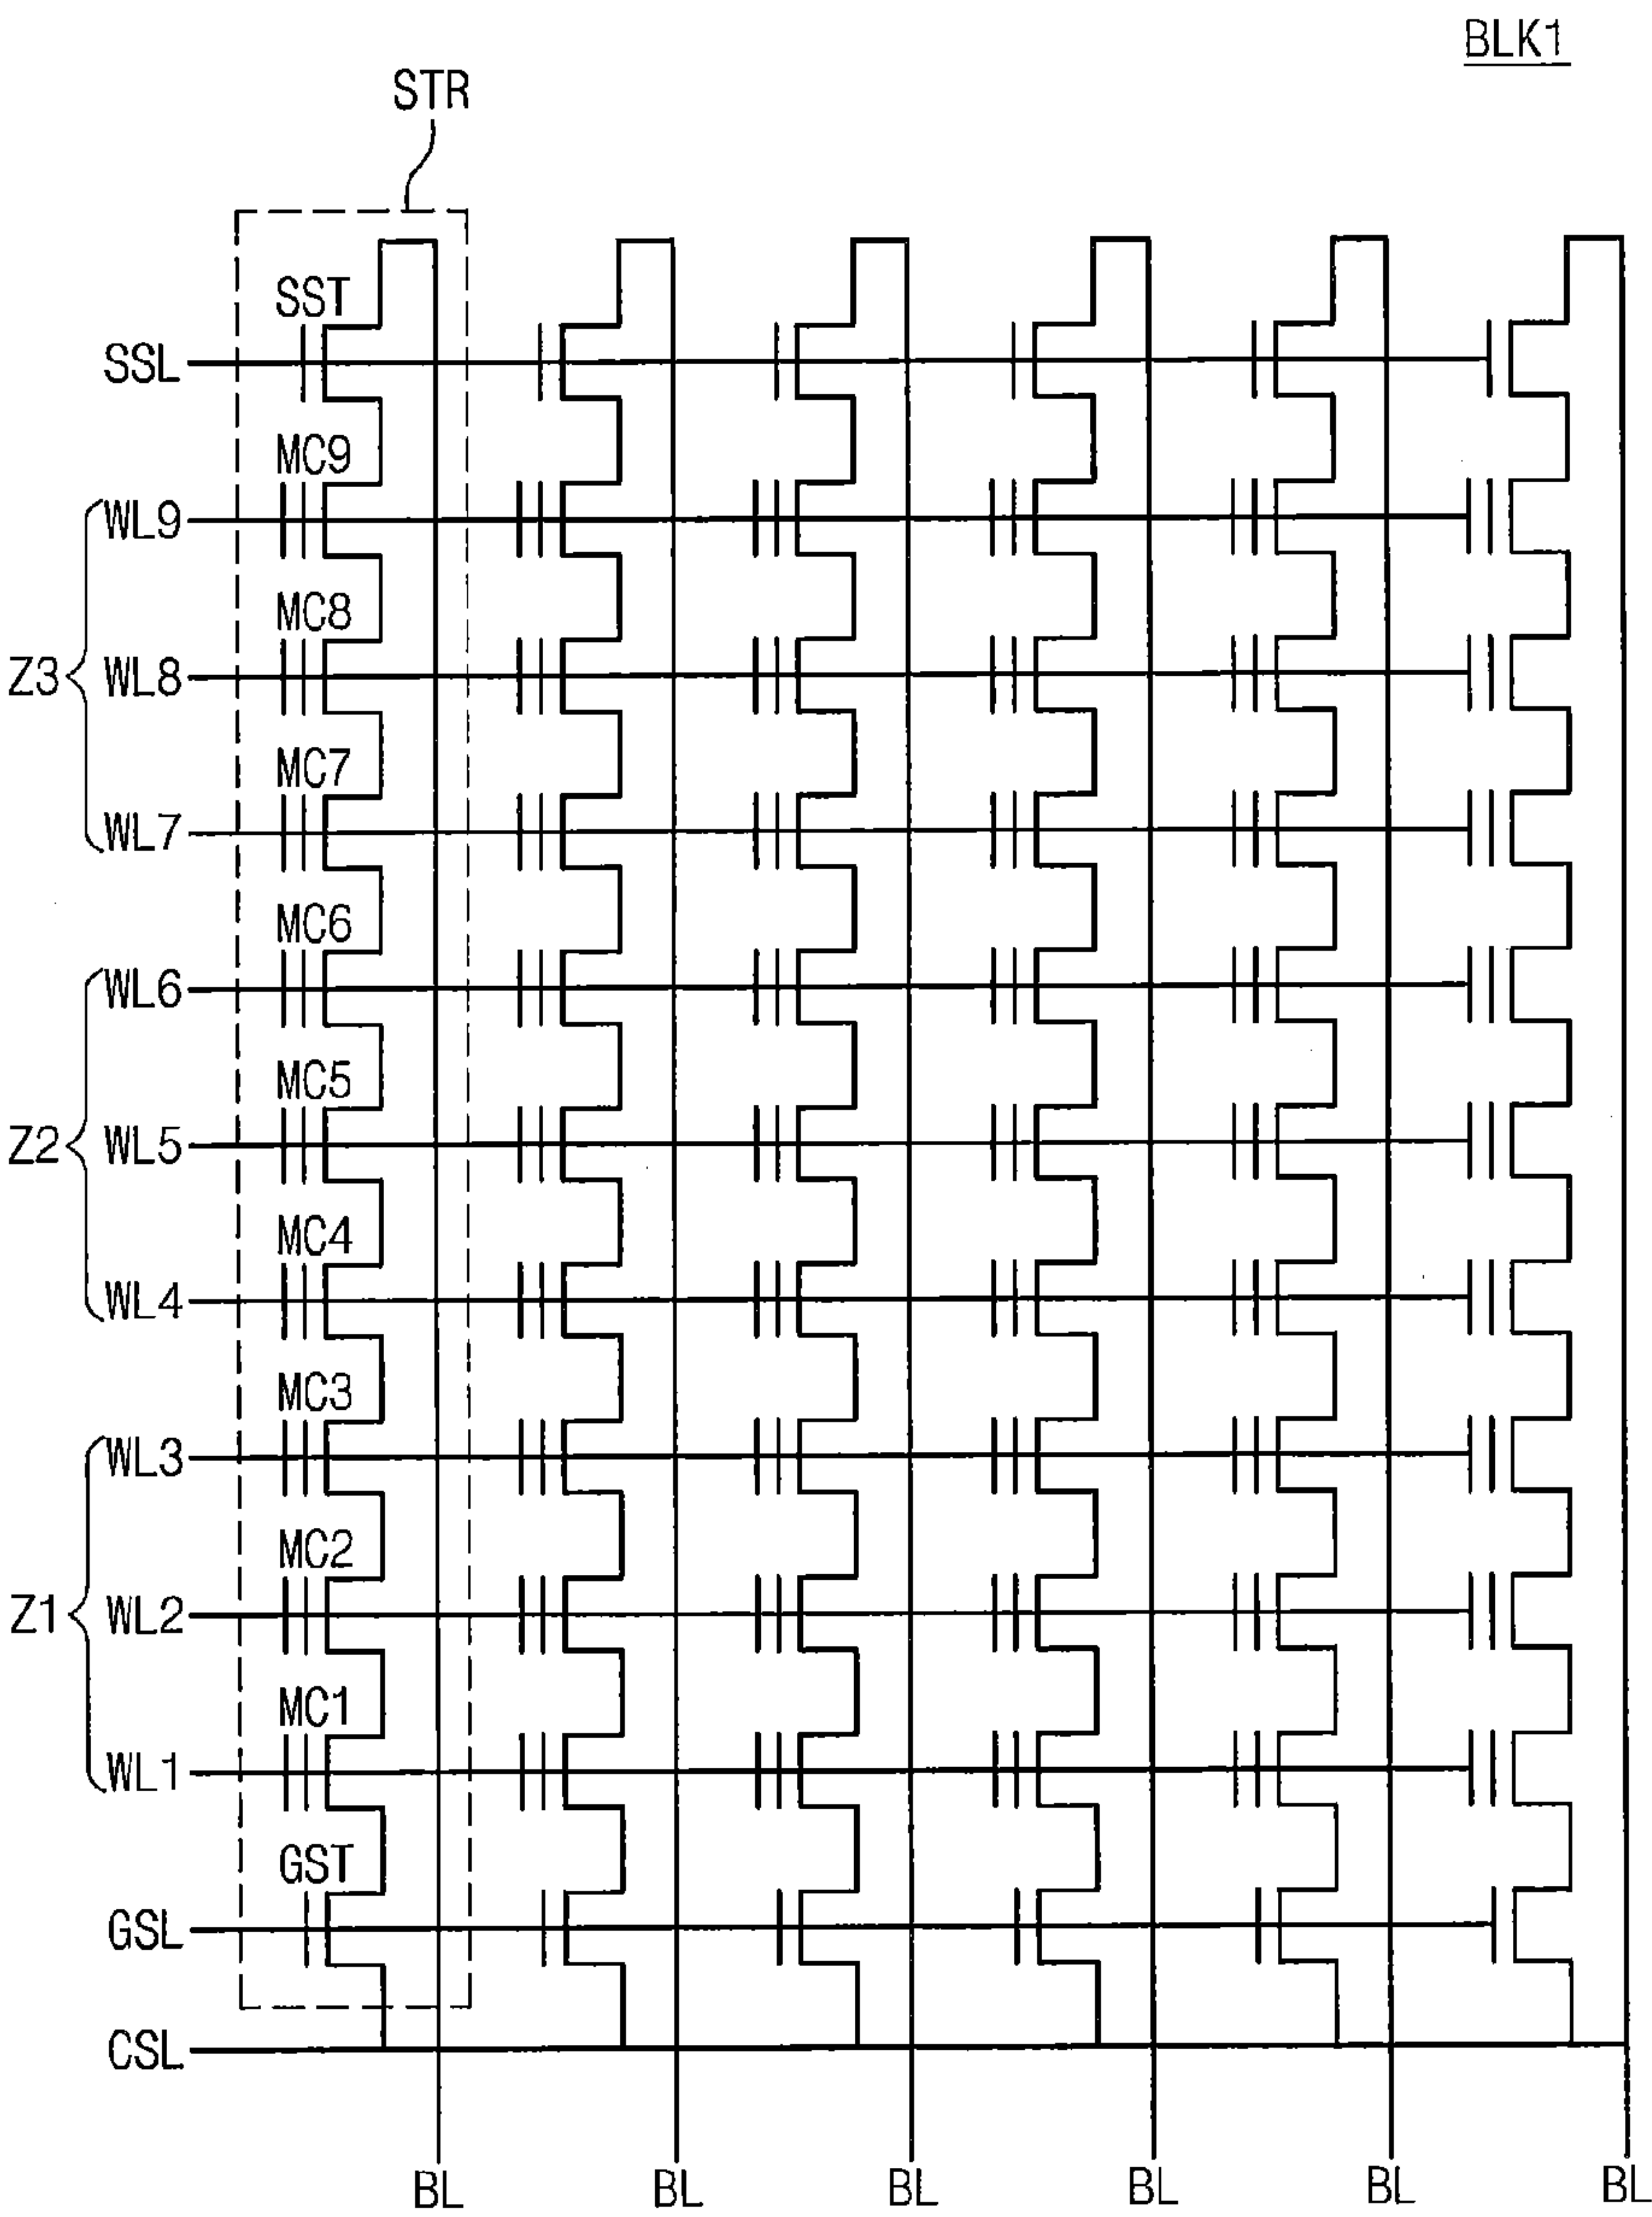 BLK1
STR
SST
SSL
MC9
WL9
MC8
Z3 WL8
MC7
WL7
MC6
WL6
MC5
Z2 WL5
MC4
WL4
MC3
WL3
MC2
Z1 WL2
MC1
WL1
GST
GSL
CSL
BL BL BL BL BL BL